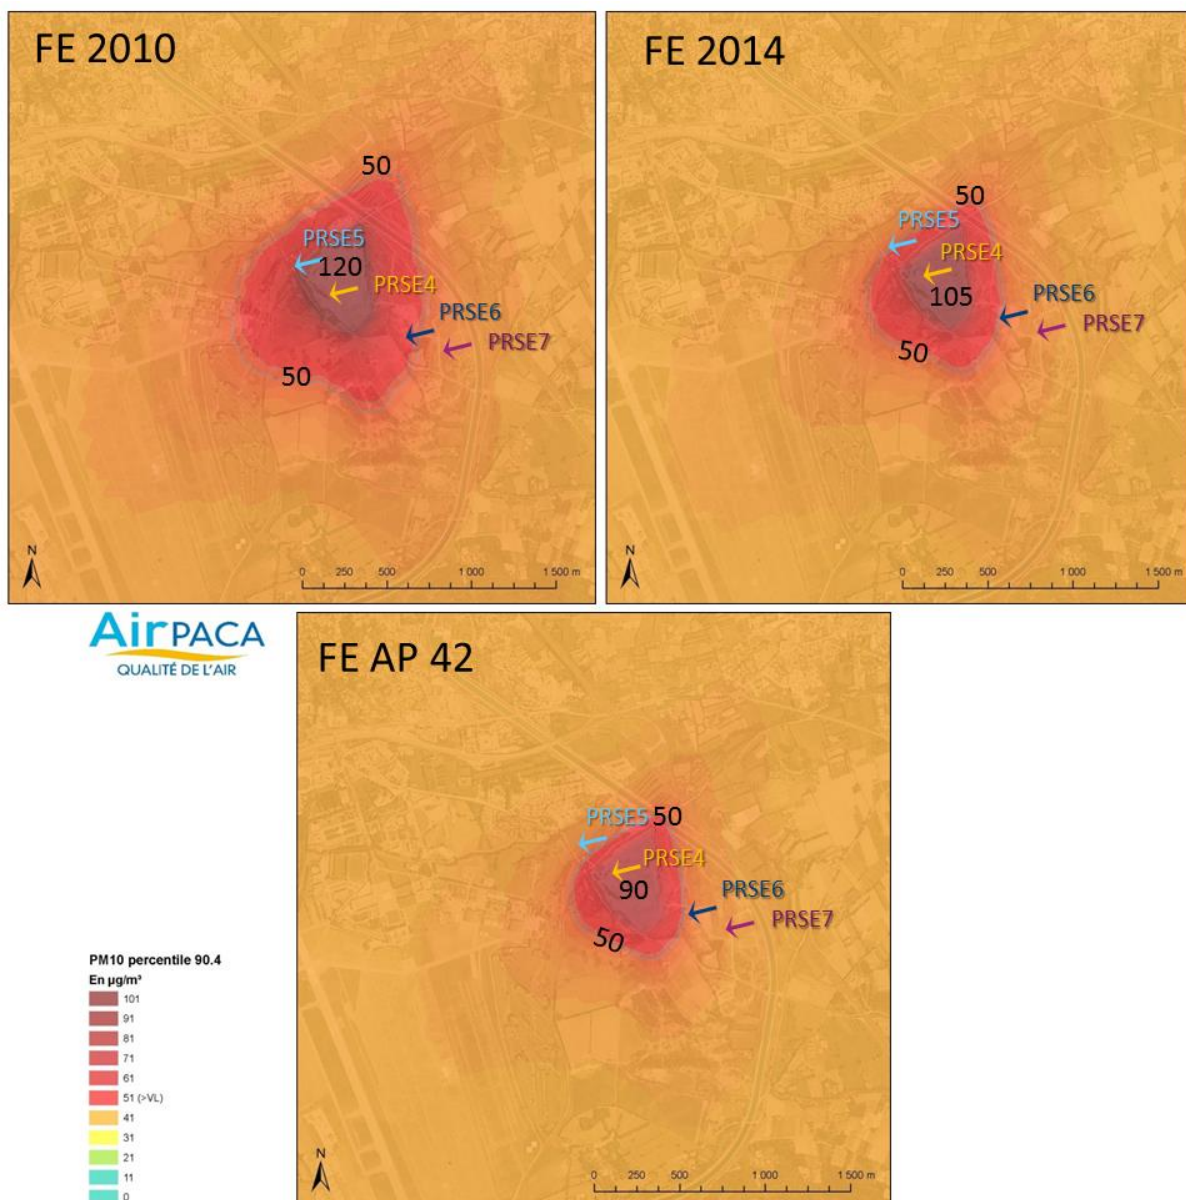 FE 2010
50
PRSE5
120
PRSE4
PRSE6
PRSE7
50
N
0 250 500 1 000 1 500 m
FE 2014
50
PRSE5
PRSE4
105
PRSE6
PRSE7
50
N
0 250 500 1 000 1 500 m
AirPACA
QUALITÉ DE L'AIR
FE AP 42
PRSE5 50
PRSE4
90
PRSE6
PRSE7
50
N
0 250 500 1 000 1 500 m
PM10 percentile 90.4
En µg/m³
101
91
81
71
61
51 (>VL)
41
31
21
11
0